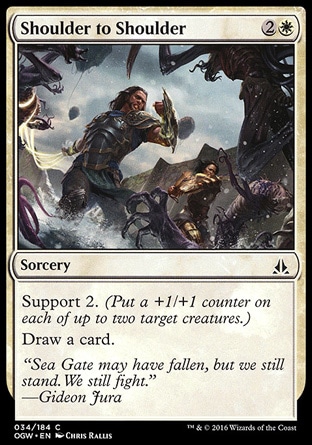 Shoulder to Shoulder 2
Sorcery
Support 2. (Put a +1/+1 counter on
each of up to two target creatures.)
Draw a card.
“Sea Gate may have fallen, but we still
stand. We still fight.”
—Gideon Jura
034/184 C
OGW • EN Chris Rallis
™ & © 2016 Wizards of the Coast